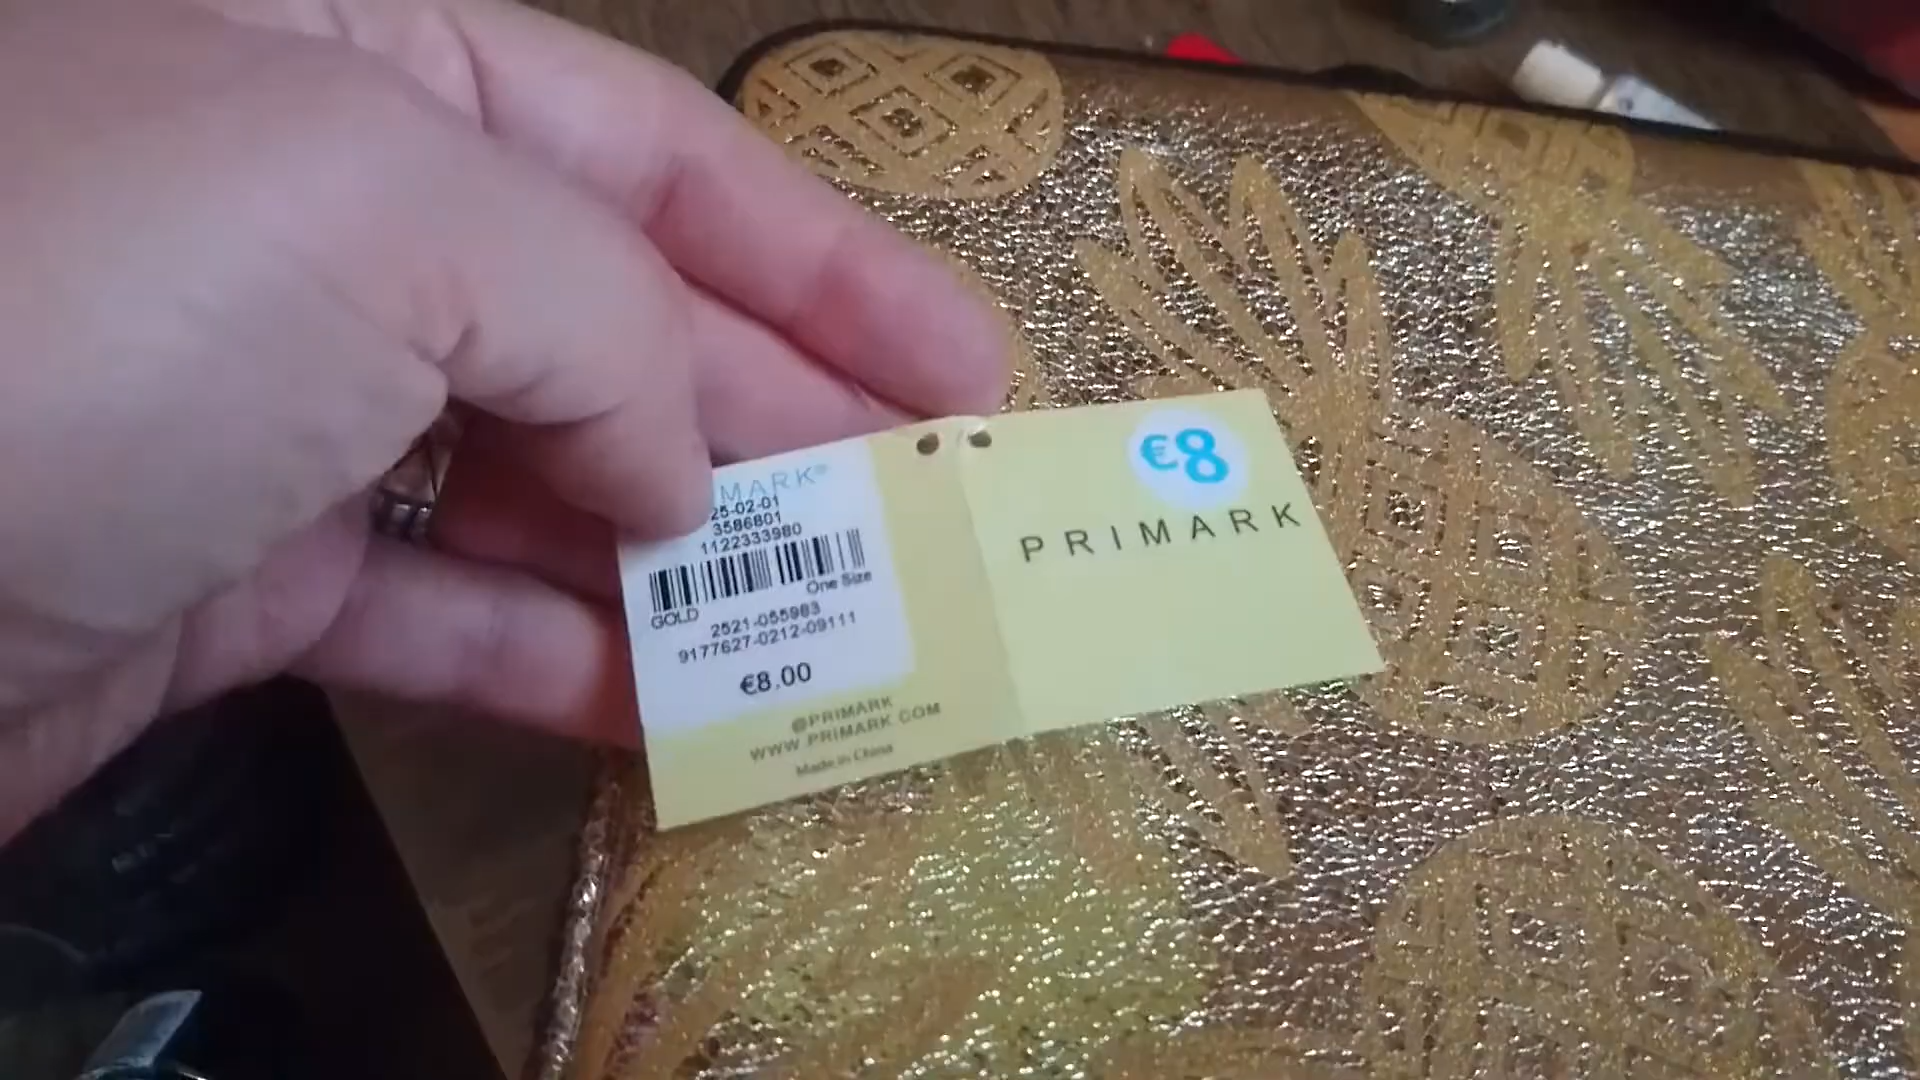 MARK®
25-02-01
3586801
1122333980
One Size
GOLD
2521-055983
9177627-0212-09111
€8.00
@PRIMARK
WWW.PRIMARK.COM
Made in China
€8
PRIMARK